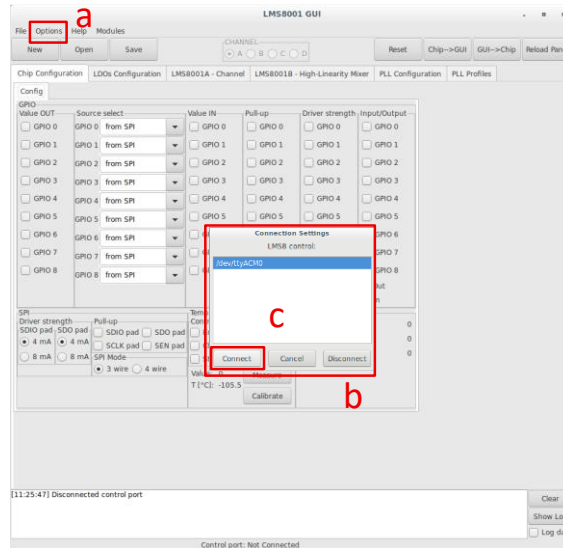 LMS8001 GUI
a
File Options Help Modules
New Open Save
CHANNEL
A B C D
Reset Chip-->GUI GUI-->Chip Reload Pan
Chip Configuration LDOs Configuration LMS8001A - Channel LMS8001B - High-Linearity Mixer PLL Configuration PLL Profiles
Config
GPIO
Value OUT Source select Value IN Pull-up Driver strength Input/Output
GPIO 0 GPIO 0 from SPI GPIO 0 GPIO 0 GPIO 0 GPIO 0
GPIO 1 GPIO 1 from SPI GPIO 1 GPIO 1 GPIO 1 GPIO 1
GPIO 2 GPIO 2 from SPI GPIO 2 GPIO 2 GPIO 2 GPIO 2
GPIO 3 GPIO 3 from SPI GPIO 3 GPIO 3 GPIO 3 GPIO 3
GPIO 4 GPIO 4 from SPI GPIO 4 GPIO 4 GPIO 4 GPIO 4
GPIO 5 GPIO 5 from SPI GPIO 5 GPIO 5 GPIO 5 GPIO 5
GPIO 6 GPIO 6 from SPI GPIO 6
GPIO 7 GPIO 7 from SPI GPIO 7
GPIO 8 GPIO 8 from SPI GPIO 8
Connection Settings
LMS8 control:
/dev/ttyACM0
c
Connect Cancel Disconnect
b
SPI
Driver strength Pull-up
SDIO pad SDO pad SDIO pad SDO pad
4 mA 4 mA SCLK pad SEN pad
8 mA 8 mA SPI Mode
3 wire 4 wire
0
0
0
Measure
T [°C]: -105.5
Calibrate
[11:25:47] Disconnected control port
Clear
Show Lo
Log da
Control port: Not Connected